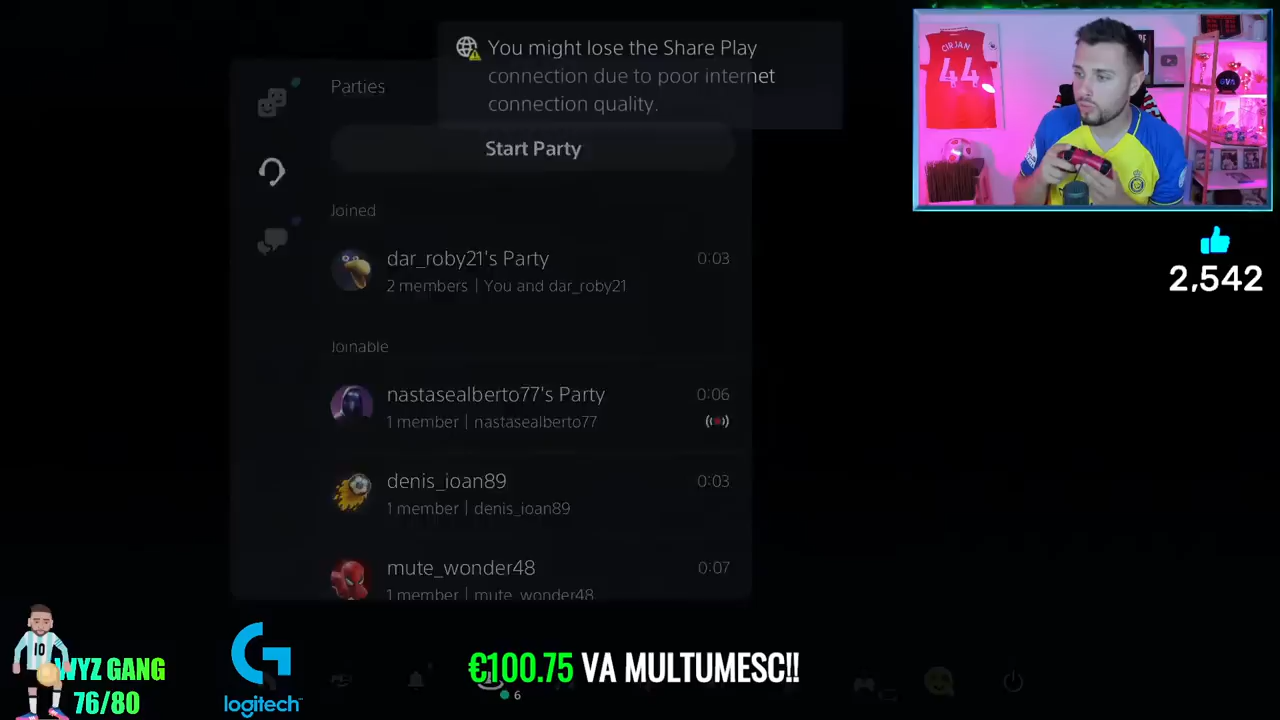 You might lose the Share Play
connection due to poor internet
connection quality.
Parties
Start Party
Joined
dar_roby21's Party
0:03
2 members | You and dar_roby21
Joinable
nastasealberto77's Party
0:06
1 member | nastasealberto77
denis_ioan89
0:03
1 member | denis_ioan89
mute_wonder48
0:07
1 member | mute_wonder48
CIRJAN
44
2,542
10
WYZ GANG
76/80
logitech
€100.75 VA MULTUMESC!!
6